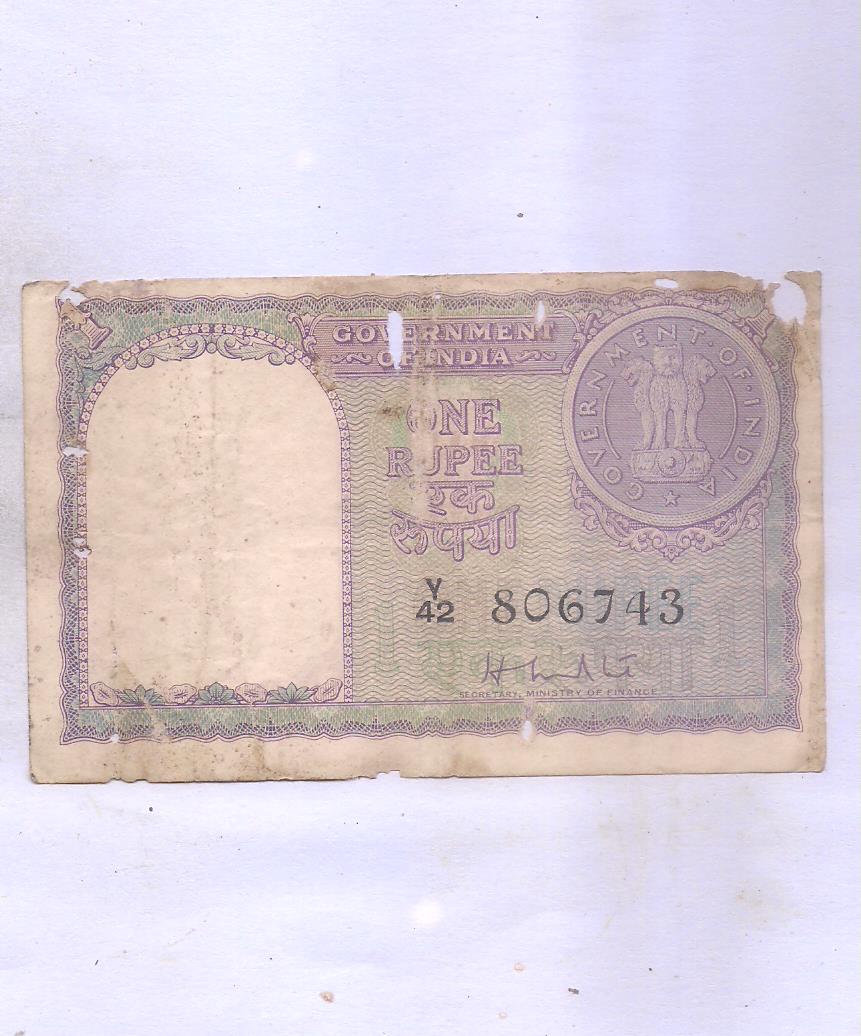 GOVERNMENT
OF INDIA
GOVERNMENT · OF · INDIA
ONE
RUPEE
एक
रूपया
V/42 806743
SECRETARY, MINISTRY OF FINANCE